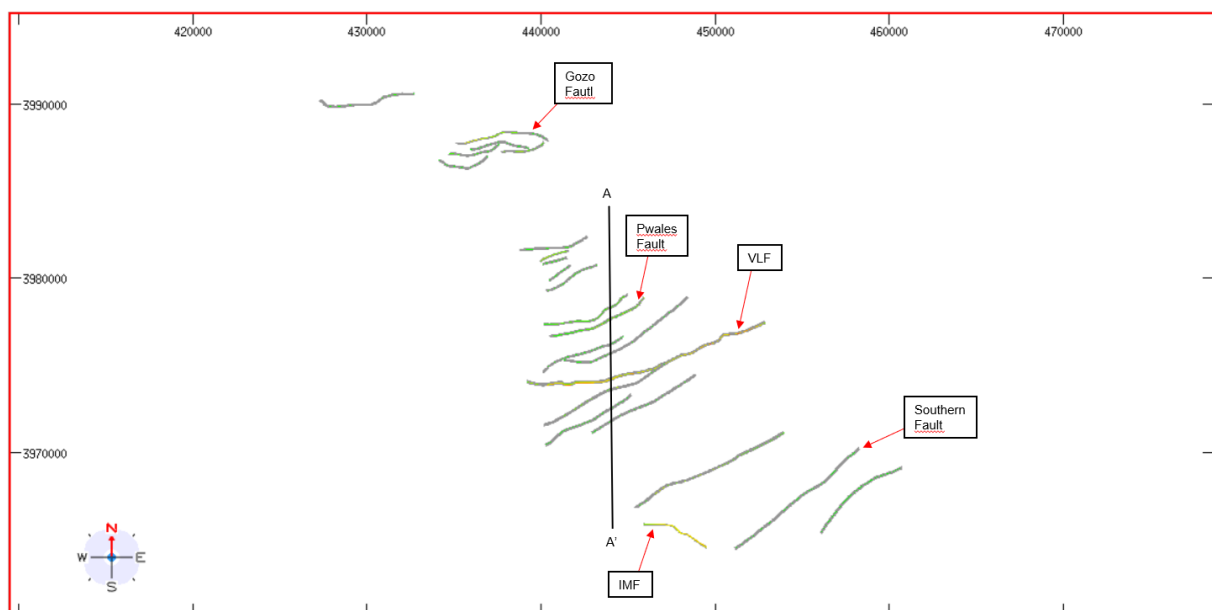 420000 430000 440000 450000 460000 470000
Gozo
Fautl
3990000
A
Pwales
Fault
VLF
3980000
Southern
Fault
3970000
N
W E
S
A'
IMF